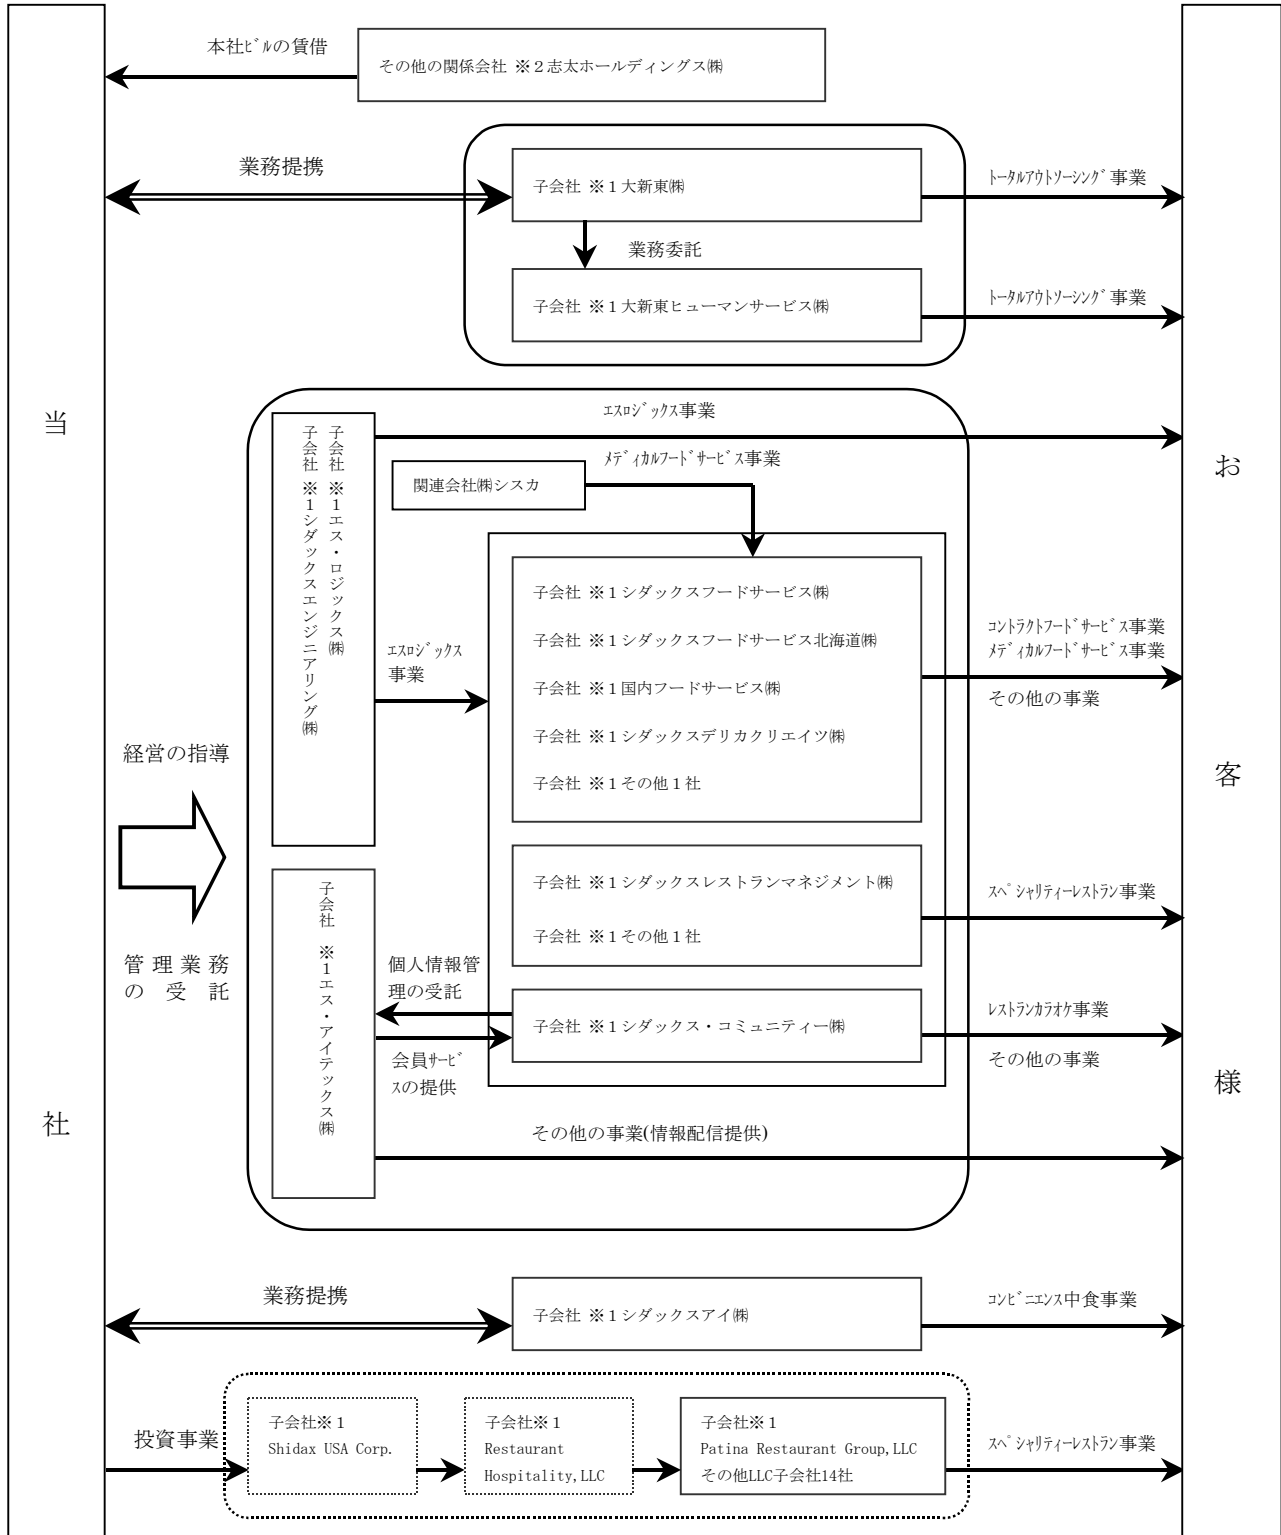 本社ﾋﾞﾙの賃借
その他の関係会社 ※２志太ホールディングス㈱
業務提携
子会社 ※１大新東㈱
ﾄｰﾀﾙｱｳﾄｿｰｼﾝｸﾞ事業
業務委託
子会社 ※１大新東ヒューマンサービス㈱
ﾄｰﾀﾙｱｳﾄｿｰｼﾝｸﾞ事業
当
社
お
客
様
ｴｽﾛｼﾞｯｸｽ事業
子会社 ※１エス・ロジックス㈱
子会社 ※１シダックスエンジニアリング㈱
ﾒﾃﾞｨｶﾙﾌｰﾄﾞｻｰﾋﾞｽ事業
関連会社㈱シスカ
子会社 ※１シダックスフードサービス㈱
子会社 ※１シダックスフードサービス北海道㈱
子会社 ※１国内フードサービス㈱
子会社 ※１シダックスデリカクリエイツ㈱
子会社 ※１その他１社
ｴｽﾛｼﾞｯｸｽ
事業
ｺﾝﾄﾗｸﾄﾌｰﾄﾞｻｰﾋﾞｽ事業
ﾒﾃﾞｨｶﾙﾌｰﾄﾞｻｰﾋﾞｽ事業
その他の事業
経営の指導
管理業務
の受託
子会社 ※１シダックスレストランマネジメント㈱
子会社 ※１その他１社
ｽﾍﾟｼｬﾘﾃｨｰﾚｽﾄﾗﾝ事業
子会社 ※１エス・アイテックス㈱
個人情報管
理の受託
子会社 ※１シダックス・コミュニティー㈱
会員ｻｰﾋﾞ
ｽの提供
ﾚｽﾄﾗﾝｶﾗｵｹ事業
その他の事業
その他の事業(情報配信提供)
業務提携
子会社 ※１シダックスアイ㈱
ｺﾝﾋﾞﾆｴﾝｽ中食事業
投資事業
子会社※１
Shidax USA Corp.
子会社※１
Restaurant
Hospitality,LLC
子会社※１
Patina Restaurant Group,LLC
その他LLC子会社14社
ｽﾍﾟｼｬﾘﾃｨｰﾚｽﾄﾗﾝ事業